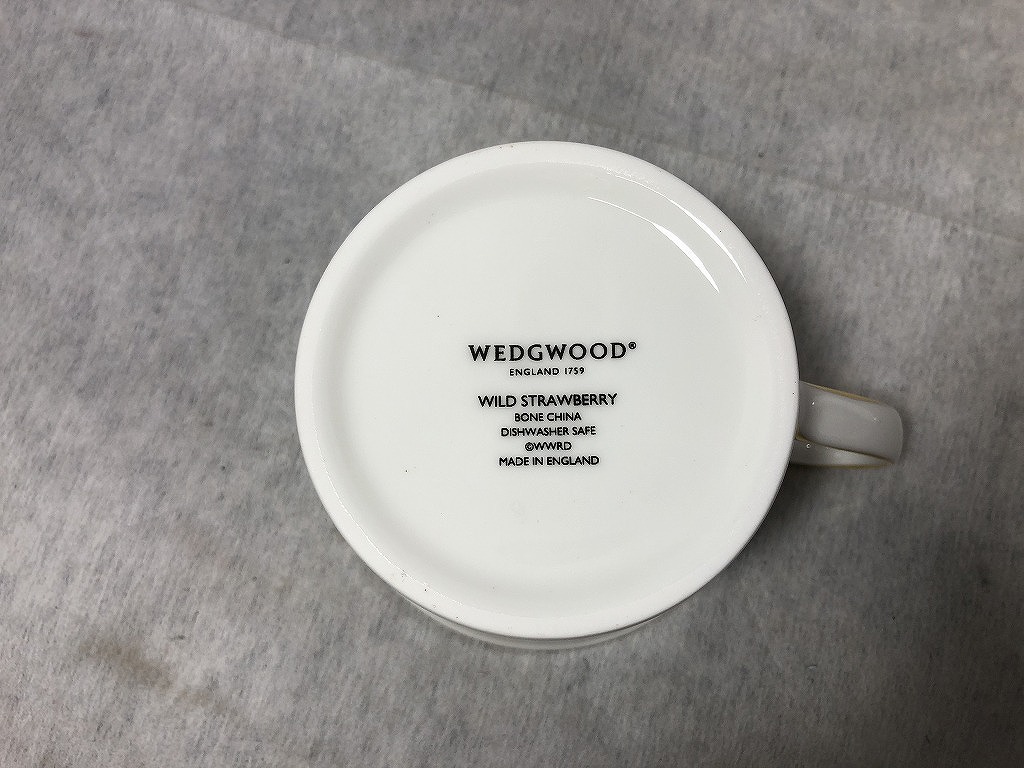 WEDGWOOD®
ENGLAND 1759
WILD STRAWBERRY
BONE CHINA
DISHWASHER SAFE
©WWRD
MADE IN ENGLAND